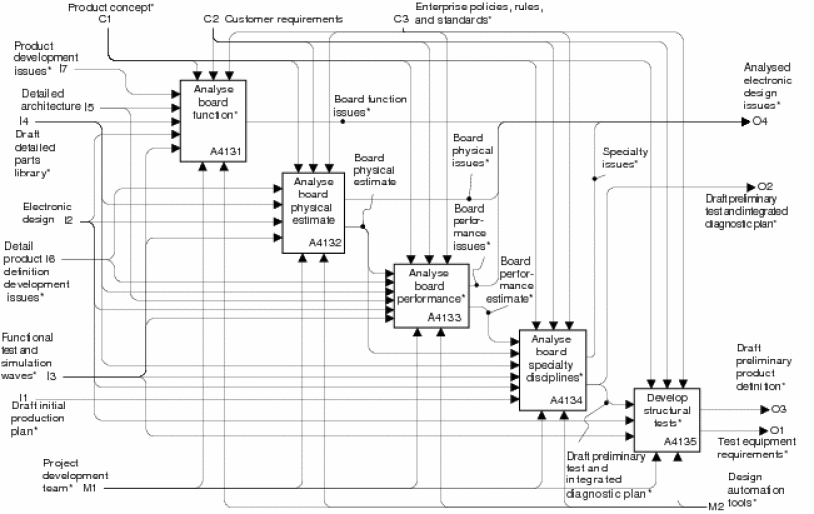 Product concept*
C1
C2 Customer requirements
Enterprise policies, rules,
C3 and standards*
Product
development
issues* I7
Detailed
architecture I5
I4
Draft
detailed
parts
library*
Electronic
design I2
Detail
product I6
definition
development
issues*
Functional
test and
simulation
waves* I3
I1
Draft initial
production
plan*
Project
development
team* M1
Analyse
board
function*
A4131
Board function
issues*
Analyse
board
physical
estimate
A4132
Board
physical
estimate
Board
physical
issues*
Board
perfor-
mance
issues*
Analyse
board
performance*
A4133
Board
perfor-
mance
estimate*
Specialty
issues*
Analyse
board
specialty
disciplines*
A4134
Draft preliminary
test and
integrated
diagnostic plan*
Develop
structural
tests*
A4135
Analysed
electronic
design
issues*
O4
O2
Draft preliminary
test and integrated
diagnostic plan*
Draft
preliminary
product
definition*
O3
O1
Test equipment
requirements*
Design
automation
tools*
M2